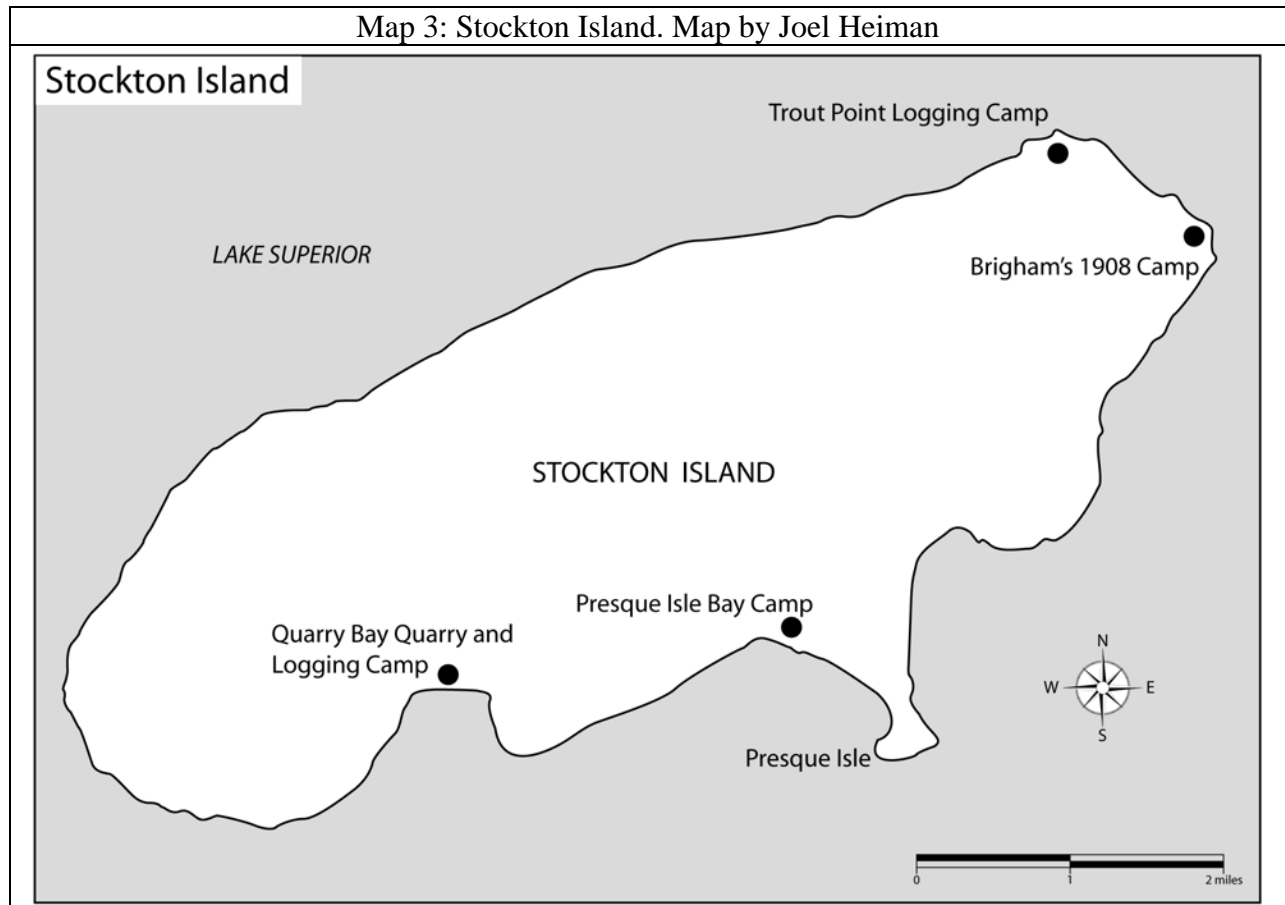 Map 3: Stockton Island. Map by Joel Heiman
Stockton Island
Trout Point Logging Camp
LAKE SUPERIOR
Brigham's 1908 Camp
STOCKTON ISLAND
Presque Isle Bay Camp
Quarry Bay Quarry and
Logging Camp
N
W E
S
Presque Isle
0 1 2 miles